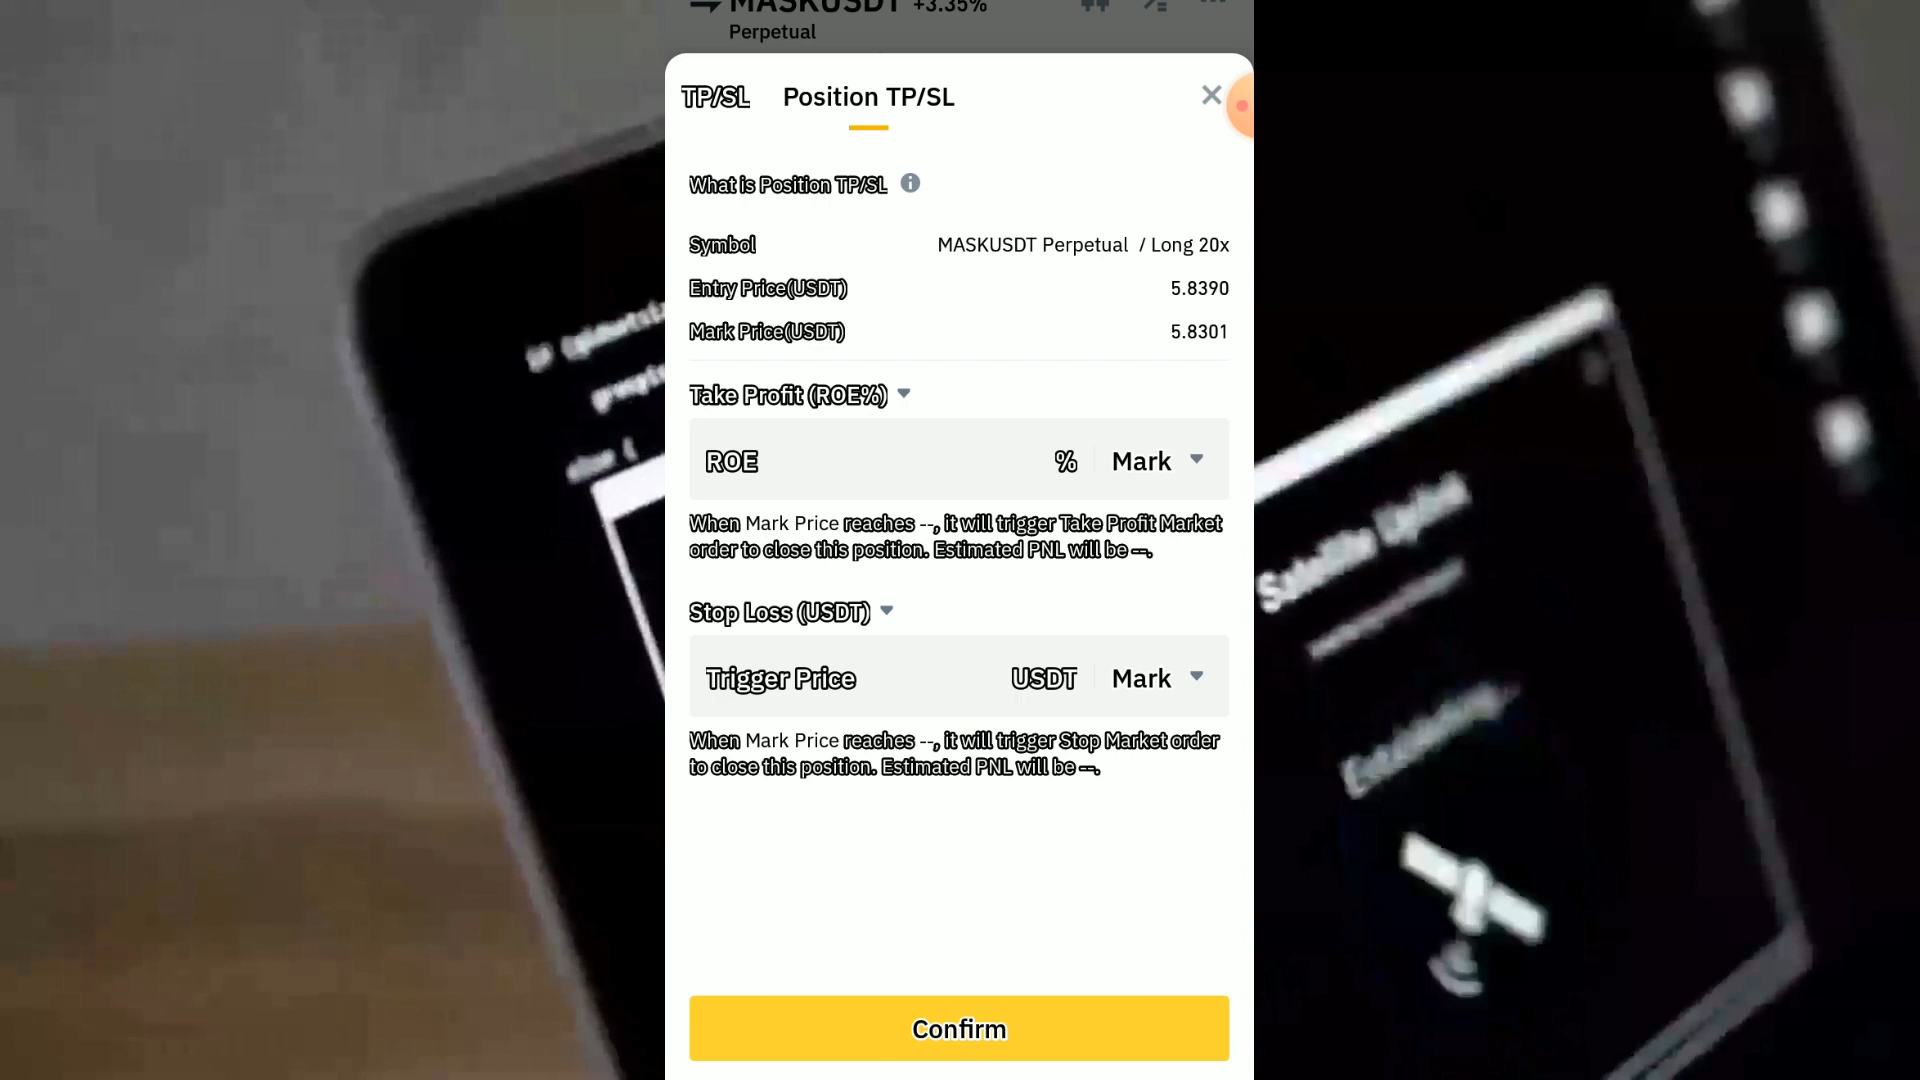 MASKUSDT +3.35%
Perpetual
TP/SL Position TP/SL
What is Position TP/SL
Symbol MASKUSDT Perpetual / Long 20x
Entry Price(USDT) 5.8390
Mark Price(USDT) 5.8301
Take Profit (ROE%)
ROE % Mark
When Mark Price reaches --, it will trigger Take Profit Market
order to close this position. Estimated PNL will be --.
Stop Loss (USDT)
Trigger Price USDT Mark
When Mark Price reaches --, it will trigger Stop Market order
to close this position. Estimated PNL will be --.
Confirm
else {
Satellite Uplink